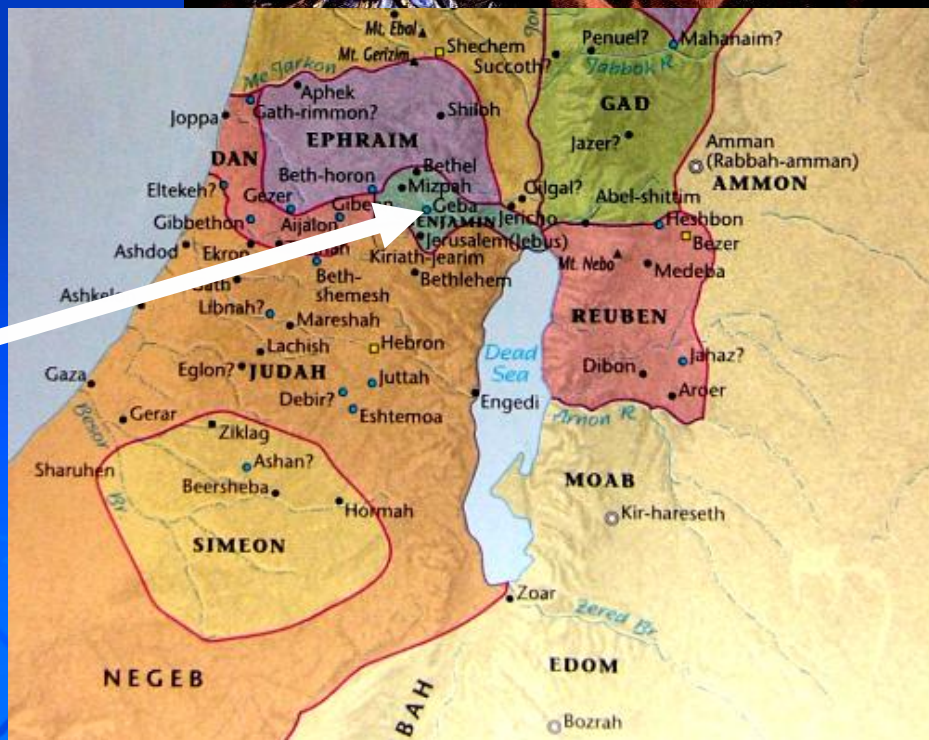 Mt. Ebal
Mt. Gerizim
Shechem
Penuel?
Mahanaim?
Succoth?
Jabbok R.
Me Jarkon
Aphek
Gath-rimmon?
Shiloh
GAD
Joppa
EPHRAIM
Jazer?
Amman
(Rabbah-amman)
AMMON
DAN
Bethel
Beth-horon
Mizpah
Eltekeh?
Gezer
Geba
Gilgal?
Abel-shittim
Gibbethon
Aijalon
Jericho
Heshbon
Jerusalem(Jebus)
Bezer
Ashdod
Ekron
Kiriath-Jearim
Mt. Nebo
Medeba
Beth-
shemesh
Bethlehem
Libnah?
Mareshah
REUBEN
Lachish
Hebron
Dead
Sea
Jahaz?
Eglon?
JUDAH
Juttah
Dibon
Gaza
Debir?
Engedi
Aroer
Gerar
Eshtemoa
Arnon R.
Besor
Br
Ziklag
Sharuhen
Ashan?
Beersheba
MOAB
Hormah
Kir-hareseth
SIMEON
Zoar
Zered Br.
NEGEB
EDOM
BAH
Bozrah